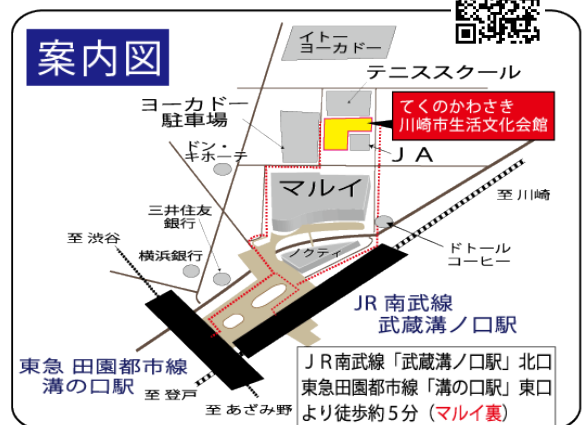 案内図
イトー
ヨーカドー
テニススクール
ヨーカドー
駐車場
てくのかわさき
川崎市生活文化会館
ドン・
キホーテ
JA
マルイ
至 川崎
三井住友
銀行
至 渋谷
横浜銀行
ノクティ
ドトール
コーヒー
JR 南武線
武蔵溝ノ口駅
東急 田園都市線
溝の口駅
至 登戸
至 あざみ野
JR南武線「武蔵溝ノ口駅」北口
東急田園都市線「溝の口駅」東口
より徒歩約5分（マルイ裏）